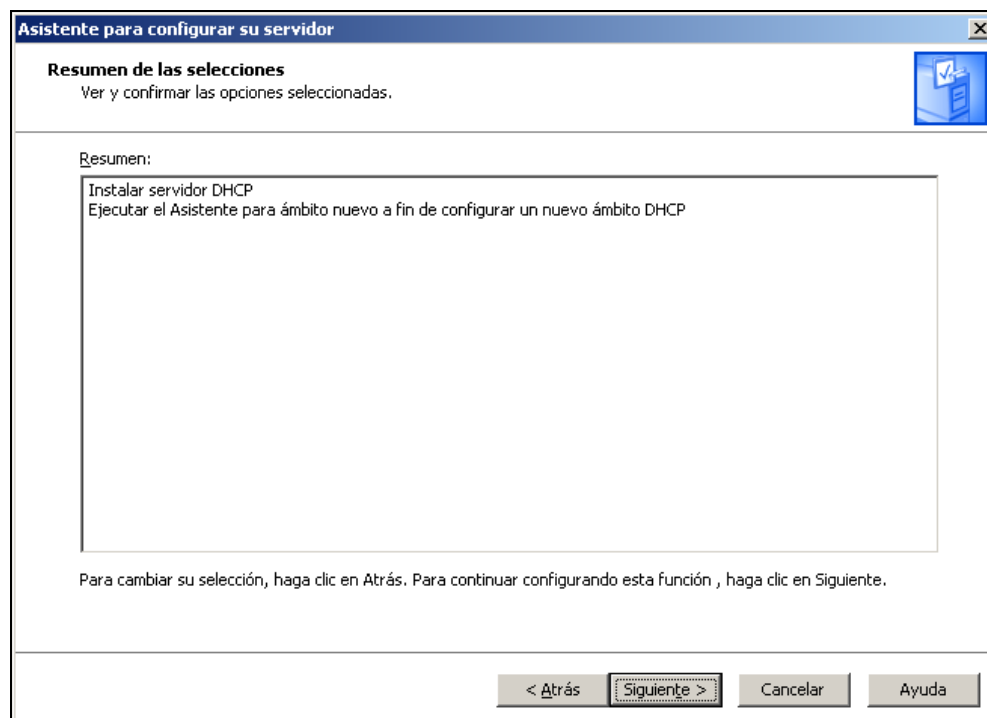 Asistente para configurar su servidor
Resumen de las selecciones
Ver y confirmar las opciones seleccionadas.
Resumen:
Instalar servidor DHCP
Ejecutar el Asistente para ámbito nuevo a fin de configurar un nuevo ámbito DHCP
Para cambiar su selección, haga clic en Atrás. Para continuar configurando esta función , haga clic en Siguiente.
< Atrás Siguiente > Cancelar Ayuda